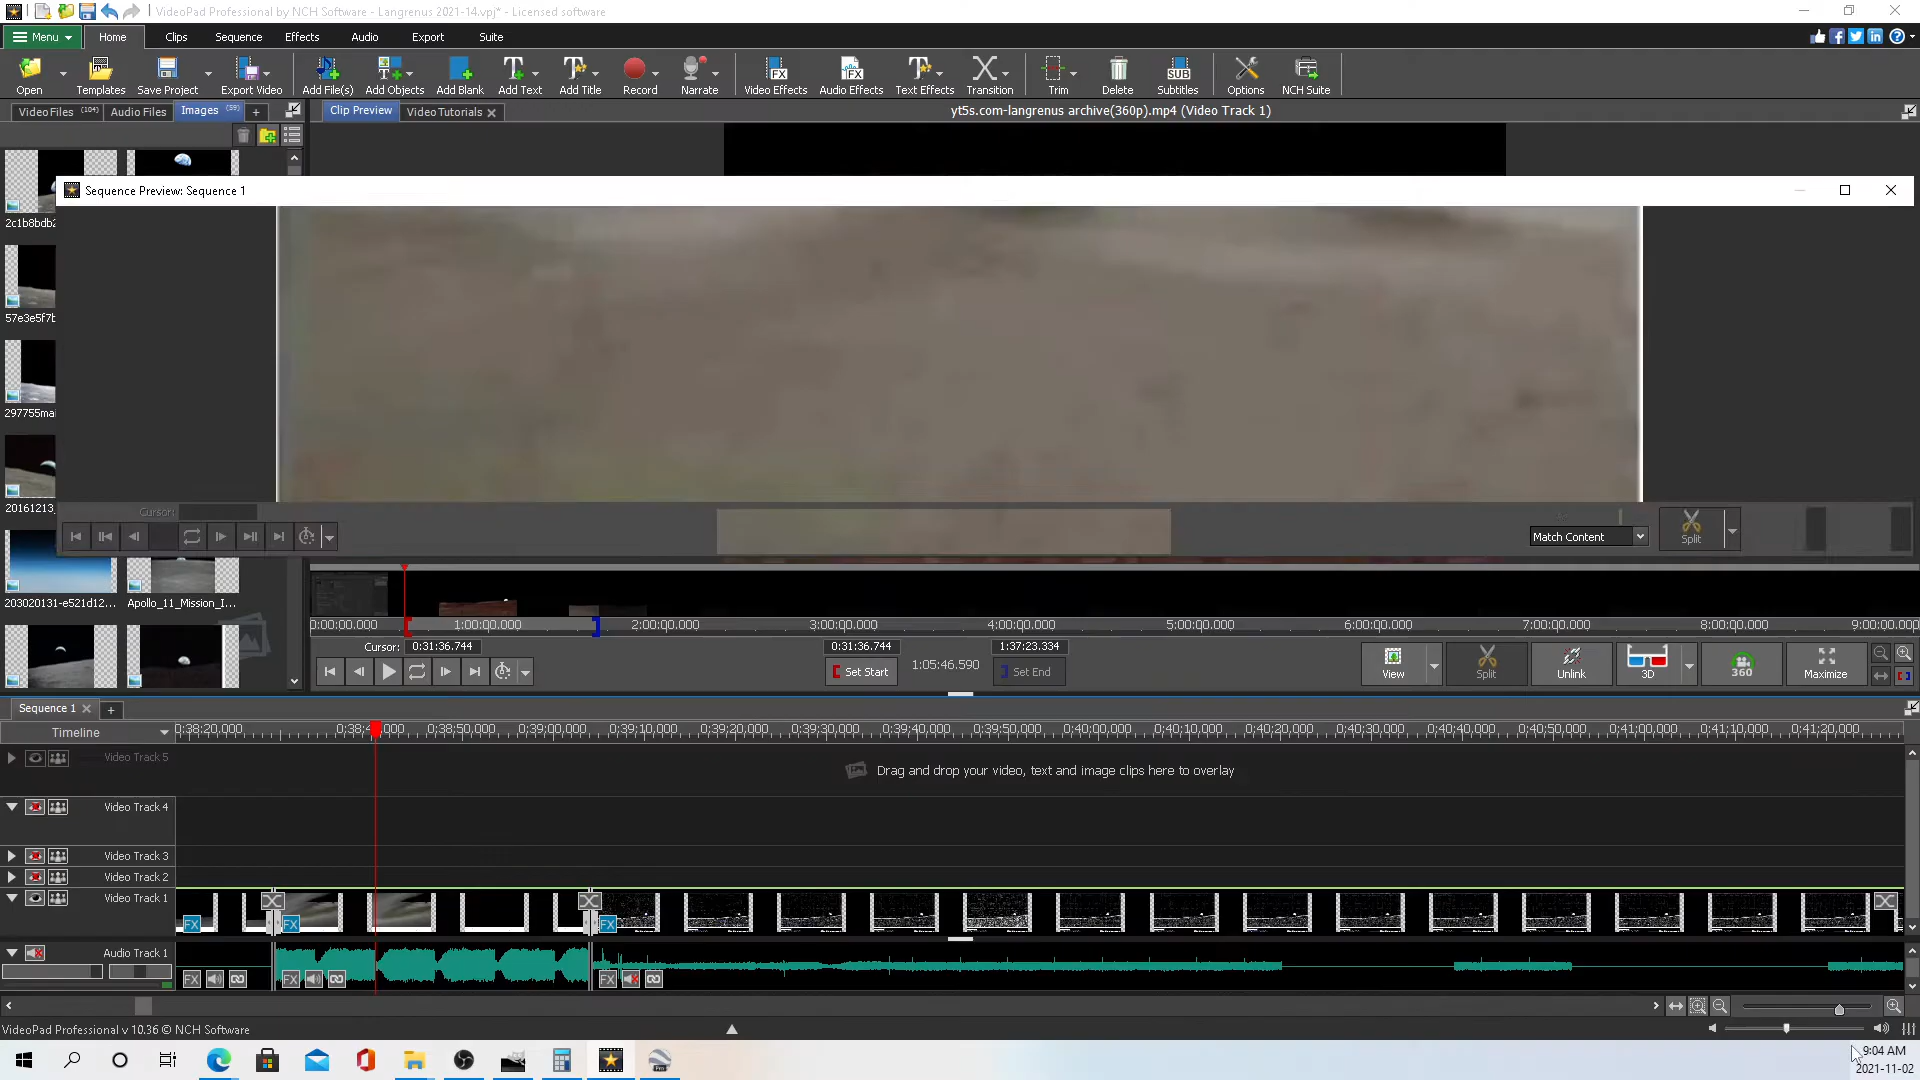 VideoPad Professional by NCH Software - Langrenus 2021-14.vpj* - Licensed software
Menu Home Clips Sequence Effects Audio Export Suite
Open Templates Save Project Export Video Add File(s) Add Objects Add Blank Add Text Add Title Record Narrate Video Effects Audio Effects Text Effects Transition Trim Delete Subtitles Options NCH Suite
Video Files (104) Audio Files Images (59) + Clip Preview Video Tutorials yt5s.com-langrenus archive(360p).mp4 (Video Track 1)
Sequence Preview: Sequence 1
2c1b8bdb2
57e3e5f7b
297755mai
20161213_
Cursor:
Match Content
Split
203020131-e521d12... Apollo_11_Mission_I...
0:00:00.000 1:00:00.000 2:00:00.000 3:00:00.000 4:00:00.000 5:00:00.000 6:00:00.000 7:00:00.000 8:00:00.000 9:00:00.000
Cursor: 0:31:36.744 0:31:36.744 1:37:23.334
Set Start 1:05:46.590 Set End
View Split Unlink 3D 360 Maximize
Sequence 1 +
Timeline 0:38:20.000 0:38:50.000 0:39:00.000 0:39:10.000 0:39:20.000 0:39:30.000 0:39:40.000 0:39:50.000 0:40:00.000 0:40:10.000 0:40:20.000 0:40:30.000 0:40:40.000 0:40:50.000 0:41:00.000 0:41:10.000 0:41:20.000
Video Track 5
Drag and drop your video, text and image clips here to overlay
Video Track 4
Video Track 3
Video Track 2
Video Track 1
FX FX FX
Audio Track 1
FX FX FX
VideoPad Professional v 10.36 © NCH Software
9:04 AM
2021-11-02